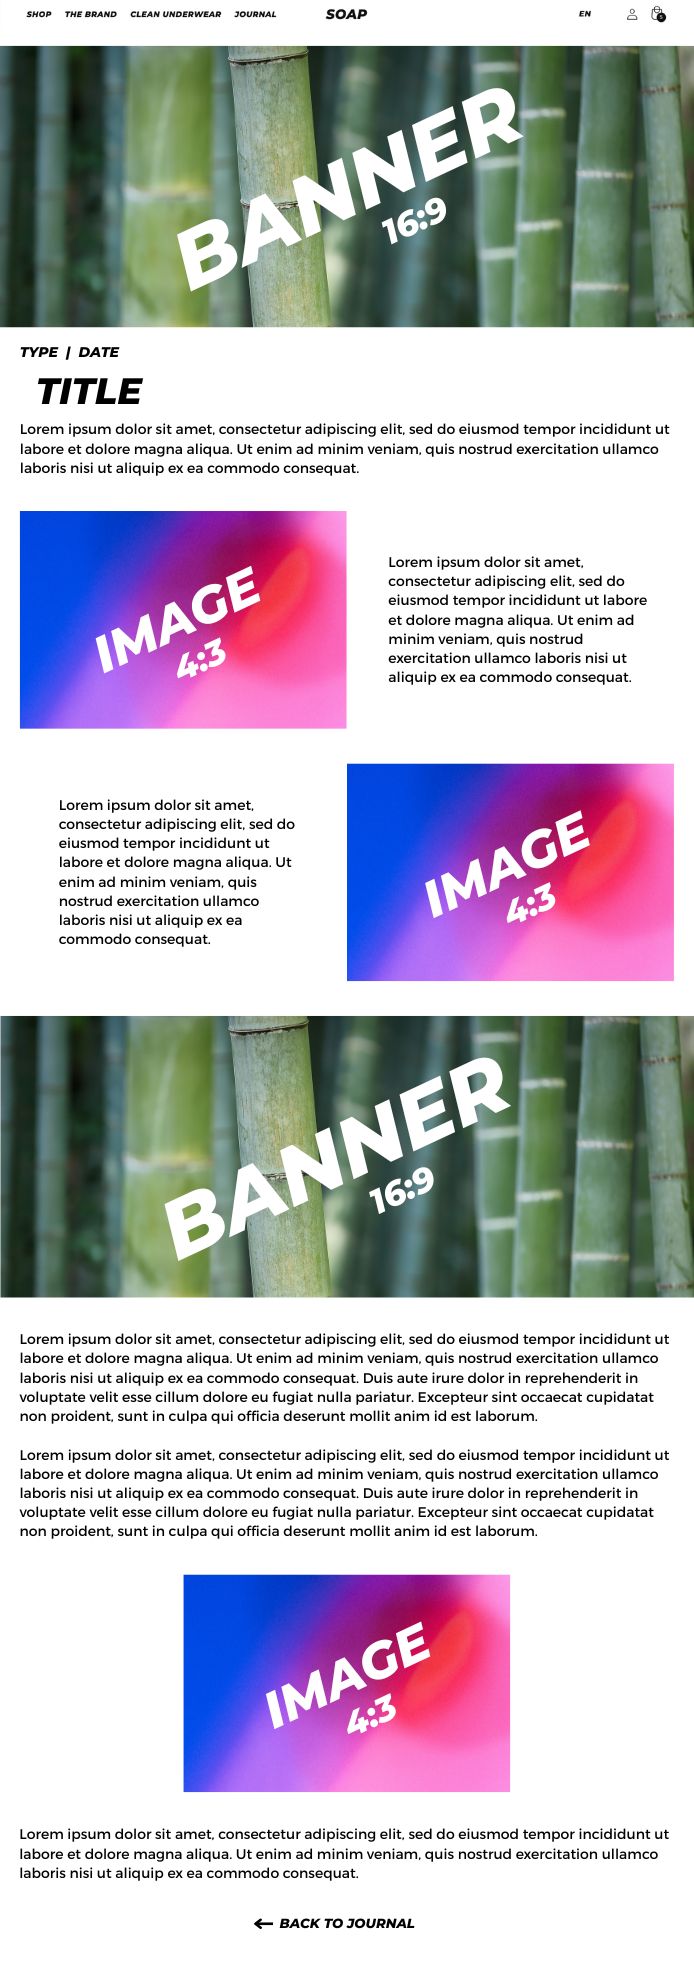 SHOP THE BRAND CLEAN UNDERWEAR JOURNAL SOAP EN 5
BANNER
16:9
TYPE | DATE
TITLE
Lorem ipsum dolor sit amet, consectetur adipiscing elit, sed do eiusmod tempor incididunt ut
labore et dolore magna aliqua. Ut enim ad minim veniam, quis nostrud exercitation ullamco
laboris nisi ut aliquip ex ea commodo consequat.
IMAGE
4:3
Lorem ipsum dolor sit amet,
consectetur adipiscing elit, sed do
eiusmod tempor incididunt ut labore
et dolore magna aliqua. Ut enim ad
minim veniam, quis nostrud
exercitation ullamco laboris nisi ut
aliquip ex ea commodo consequat.
Lorem ipsum dolor sit amet,
consectetur adipiscing elit, sed do
eiusmod tempor incididunt ut
labore et dolore magna aliqua. Ut
enim ad minim veniam, quis
nostrud exercitation ullamco
laboris nisi ut aliquip ex ea
commodo consequat.
IMAGE
4:3
BANNER
16:9
Lorem ipsum dolor sit amet, consectetur adipiscing elit, sed do eiusmod tempor incididunt ut
labore et dolore magna aliqua. Ut enim ad minim veniam, quis nostrud exercitation ullamco
laboris nisi ut aliquip ex ea commodo consequat. Duis aute irure dolor in reprehenderit in
voluptate velit esse cillum dolore eu fugiat nulla pariatur. Excepteur sint occaecat cupidatat
non proident, sunt in culpa qui officia deserunt mollit anim id est laborum.
Lorem ipsum dolor sit amet, consectetur adipiscing elit, sed do eiusmod tempor incididunt ut
labore et dolore magna aliqua. Ut enim ad minim veniam, quis nostrud exercitation ullamco
laboris nisi ut aliquip ex ea commodo consequat. Duis aute irure dolor in reprehenderit in
voluptate velit esse cillum dolore eu fugiat nulla pariatur. Excepteur sint occaecat cupidatat
non proident, sunt in culpa qui officia deserunt mollit anim id est laborum.
IMAGE
4:3
Lorem ipsum dolor sit amet, consectetur adipiscing elit, sed do eiusmod tempor incididunt ut
labore et dolore magna aliqua. Ut enim ad minim veniam, quis nostrud exercitation ullamco
laboris nisi ut aliquip ex ea commodo consequat.
← BACK TO JOURNAL